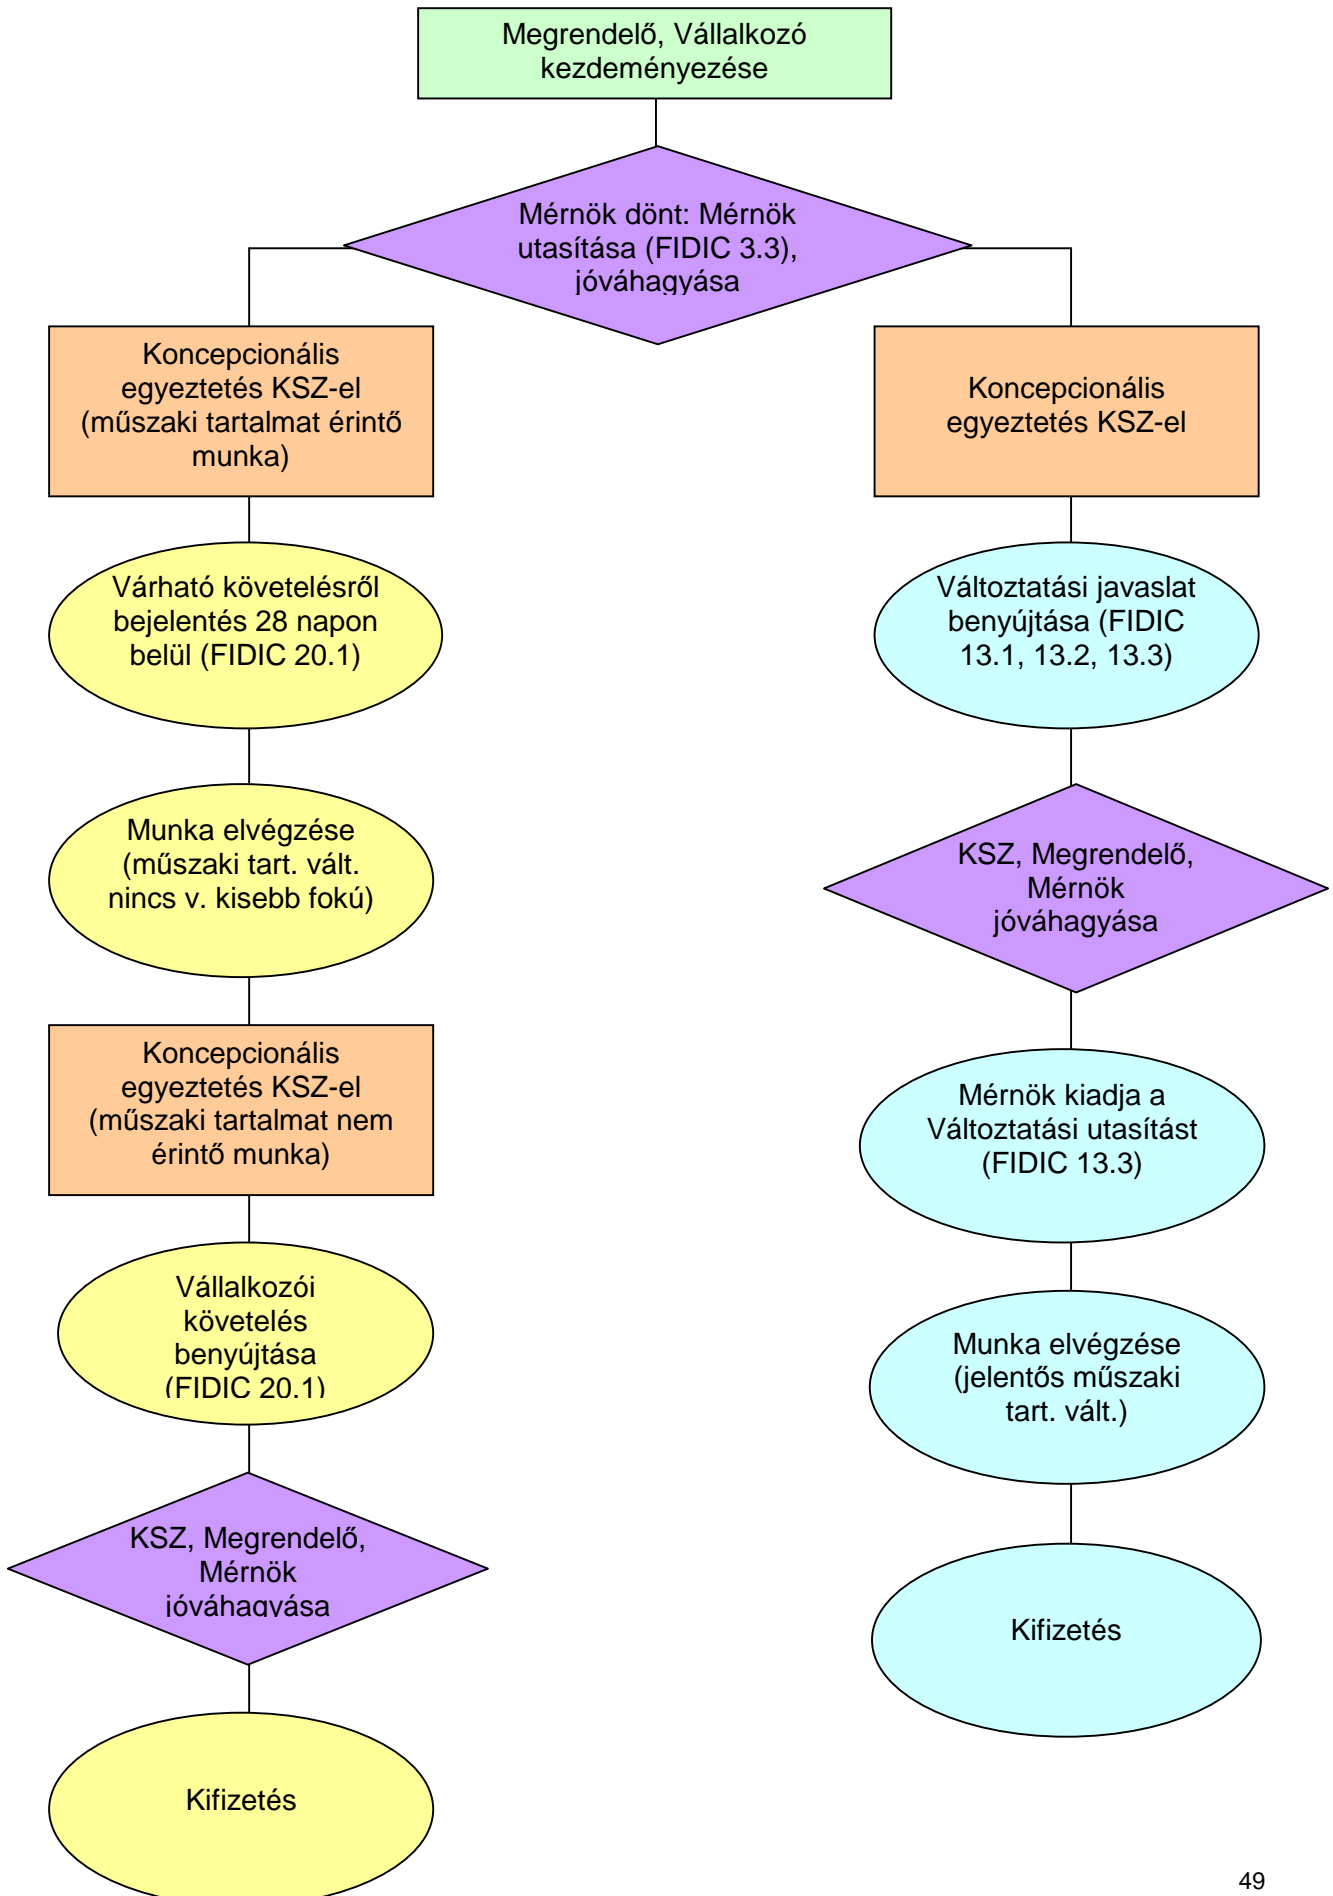 Megrendelő, Vállalkozó
kezdeményezése
Mérnök dönt: Mérnök
utasítása (FIDIC 3.3),
jóváhagyása
Koncepcionális
egyeztetés KSZ-el
(műszaki tartalmat érintő
munka)
Várható követelésről
bejelentés 28 napon
belül (FIDIC 20.1)
Munka elvégzése
(műszaki tart. vált.
nincs v. kisebb fokú)
Koncepcionális
egyeztetés KSZ-el
(műszaki tartalmat nem
érintő munka)
Vállalkozói
követelés
benyújtása
(FIDIC 20.1)
KSZ, Megrendelő,
Mérnök
jóváhagyása
Kifizetés
Koncepcionális
egyeztetés KSZ-el
Változtatási javaslat
benyújtása (FIDIC
13.1, 13.2, 13.3)
KSZ, Megrendelő,
Mérnök
jóváhagyása
Mérnök kiadja a
Változtatási utasítást
(FIDIC 13.3)
Munka elvégzése
(jelentős műszaki
tart. vált.)
Kifizetés
49